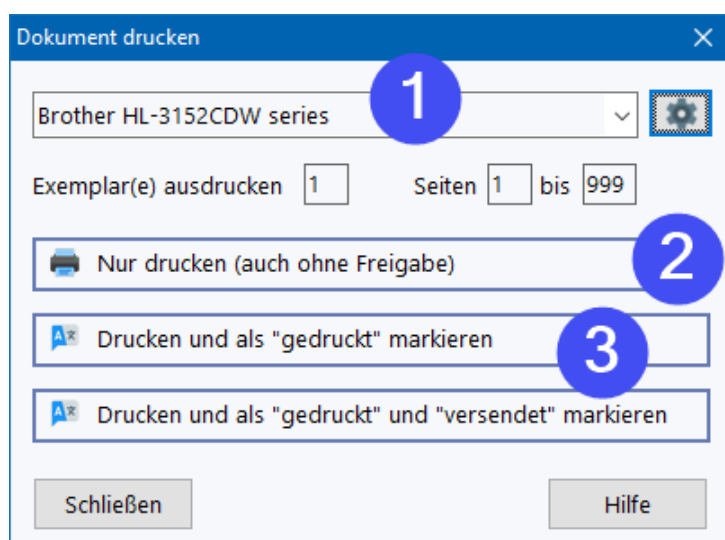 Dokument drucken
1
Brother HL-3152CDW series
Exemplar(e) ausdrucken 1 Seiten 1 bis 999
2
Nur drucken (auch ohne Freigabe)
Drucken und als "gedruckt" markieren
3
Drucken und als "gedruckt" und "versendet" markieren
Schließen Hilfe